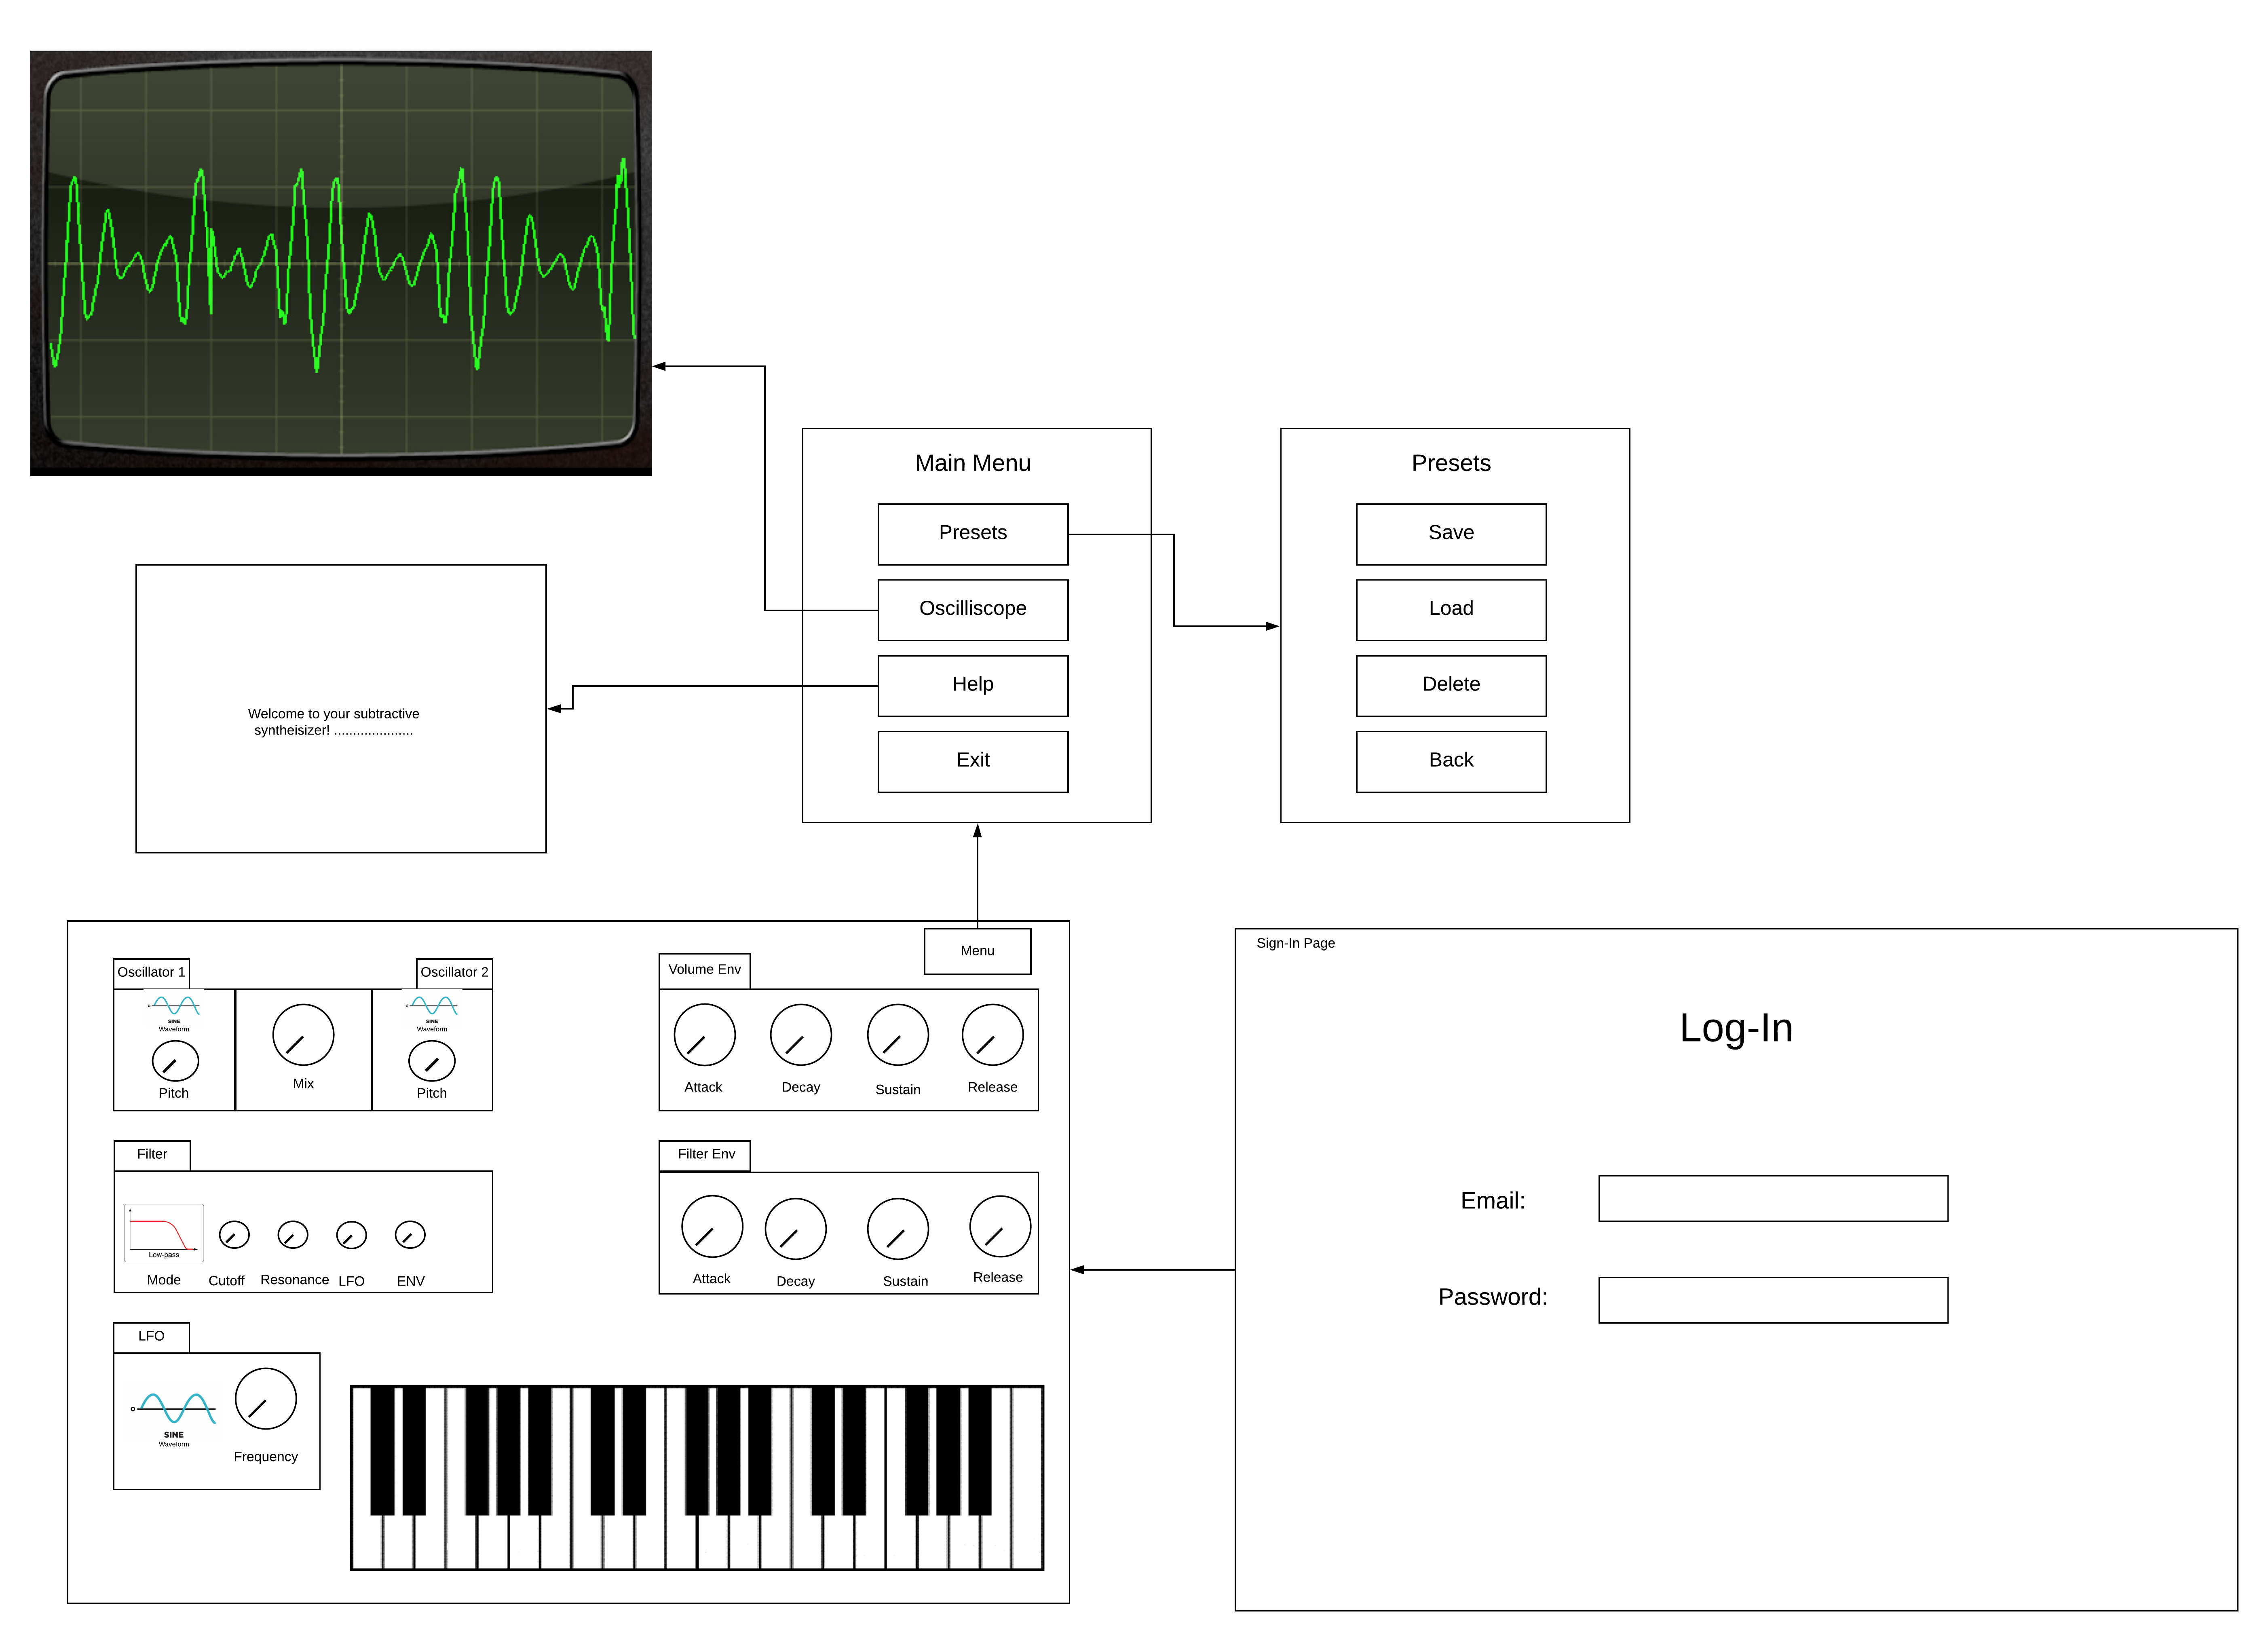 Main Menu
Presets
Oscilliscope
Help
Exit
Presets
Save
Load
Delete
Back
Welcome to your subtractive
syntheisizer! .....................
Menu
Oscillator 1
Oscillator 2
SINE
Waveform
Pitch
Mix
SINE
Waveform
Pitch
Volume Env
Attack
Decay
Sustain
Release
Filter
Low-pass
Mode
Cutoff
Resonance
LFO
ENV
Filter Env
Attack
Decay
Sustain
Release
LFO
SINE
Waveform
Frequency
Sign-In Page
Log-In
Email:
Password: